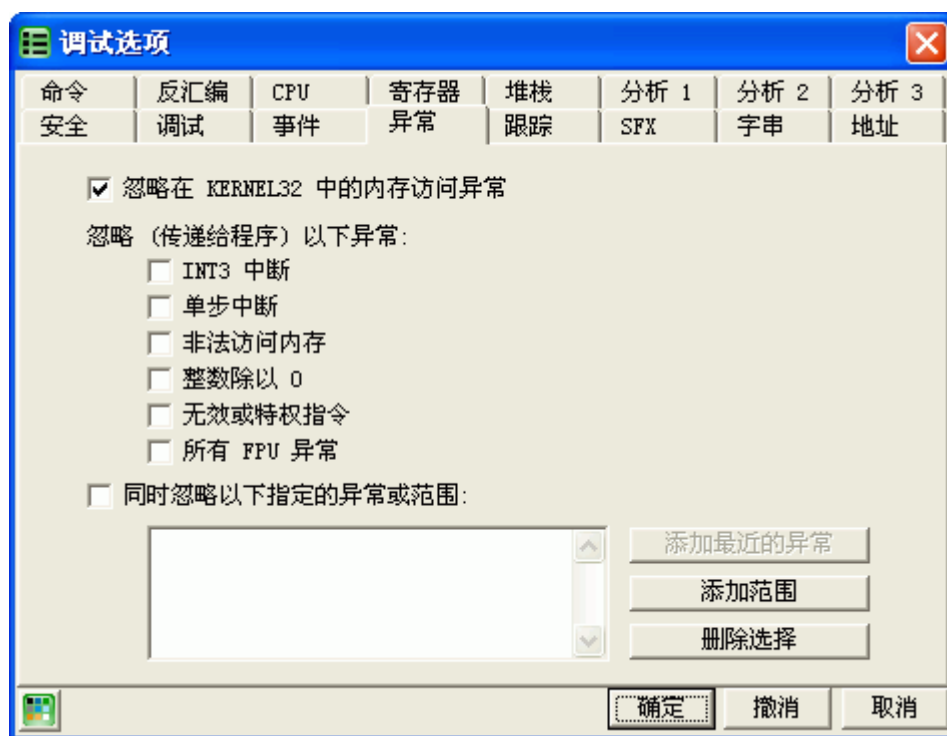 调试选项
命令 反汇编 CPU 寄存器 堆栈 分析 1 分析 2 分析 3
安全 调试 事件 异常 跟踪 SFX 字串 地址
忽略在 KERNEL32 中的内存访问异常
忽略 (传递给程序) 以下异常:
INT3 中断
单步中断
非法访问内存
整数除以 0
无效或特权指令
所有 FPU 异常
同时忽略以下指定的异常或范围:
添加最近的异常
添加范围
删除选择
确定 撤消 取消